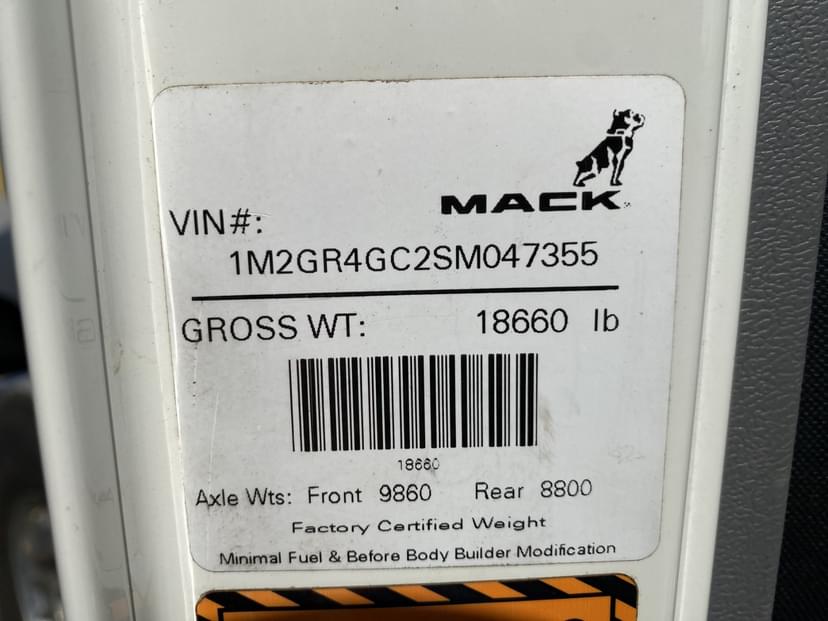 MACK
VIN#:
1M2GR4GC2SM047355
GROSS WT: 18660 lb
18660
Axle Wts: Front 9860 Rear 8800
Factory Certified Weight
Minimal Fuel & Before Body Builder Modification